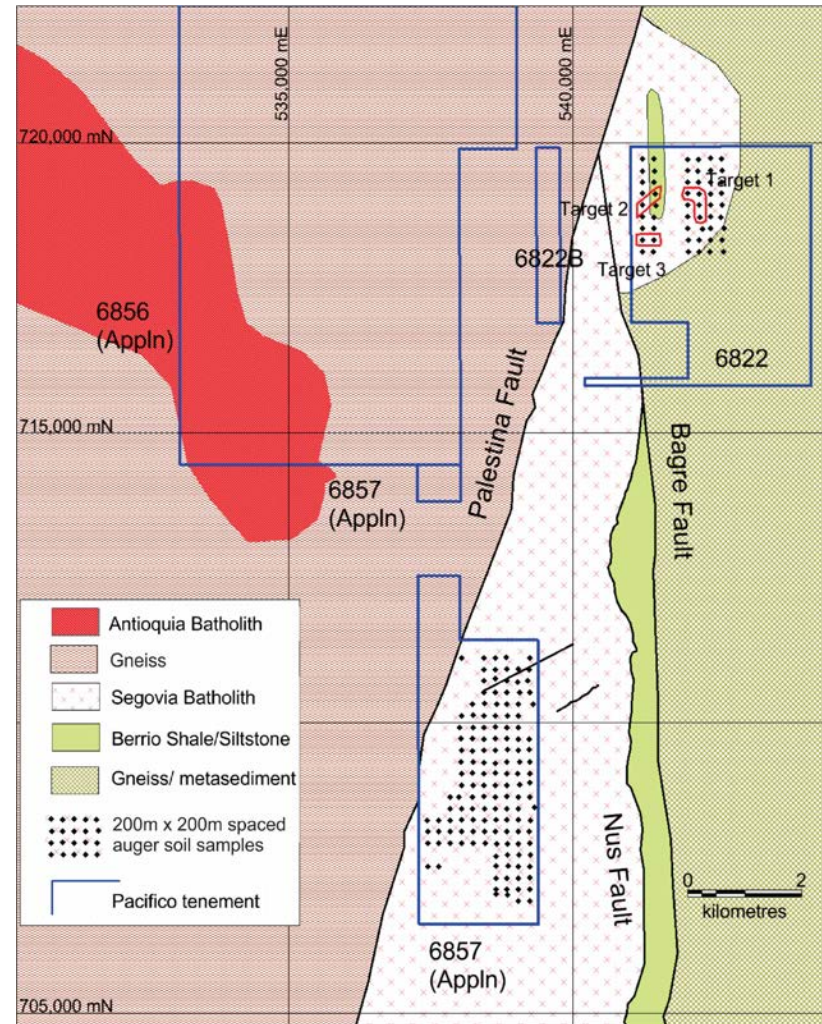 535,000 mE
540,000 mE
720,000 mN
Target 1
Target 2
6822B
Target 3
6856
(Appln)
6822
Palestina Fault
715,000 mN
Bagre Fault
6857
(Appln)
Antioquia Batholith
Gneiss
Segovia Batholith
Berrio Shale/Siltstone
Gneiss/ metasediment
200m x 200m spaced
auger soil samples
Pacifico tenement
Nus Fault
0
2
kilometres
6857
(Appln)
705,000 mN